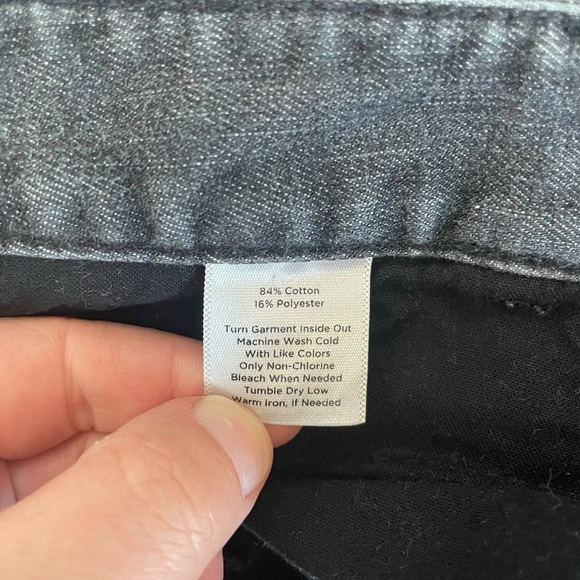 84% Cotton
16% Polyester
Turn Garment Inside Out
Machine Wash Cold
With Like Colors
Only Non-Chlorine
Bleach When Needed
Tumble Dry Low
Warm Iron, if Needed